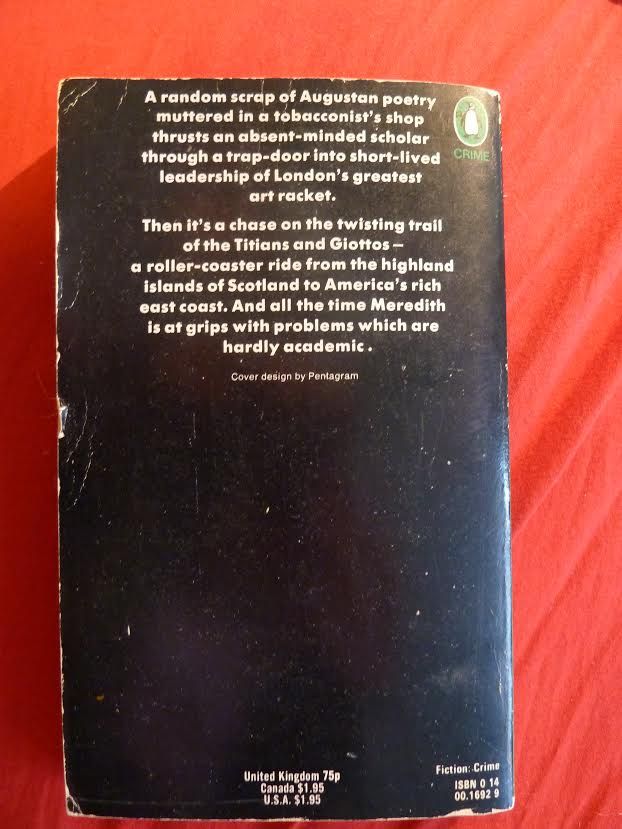 A random scrap of Augustan poetry
muttered in a tobacconist's shop
thrusts an absent-minded scholar
through a trap-door into short-lived
leadership of London's greatest
art racket.
Then it's a chase on the twisting trail
of the Titians and Giottos –
a roller-coaster ride from the highland
islands of Scotland to America's rich
east coast. And all the time Meredith
is at grips with problems which are
hardly academic .
Cover design by Pentagram
CRIME
United Kingdom 75p
Canada $1.95
U.S.A. $1.95
Fiction: Crime
ISBN 0 14
00.1692 9